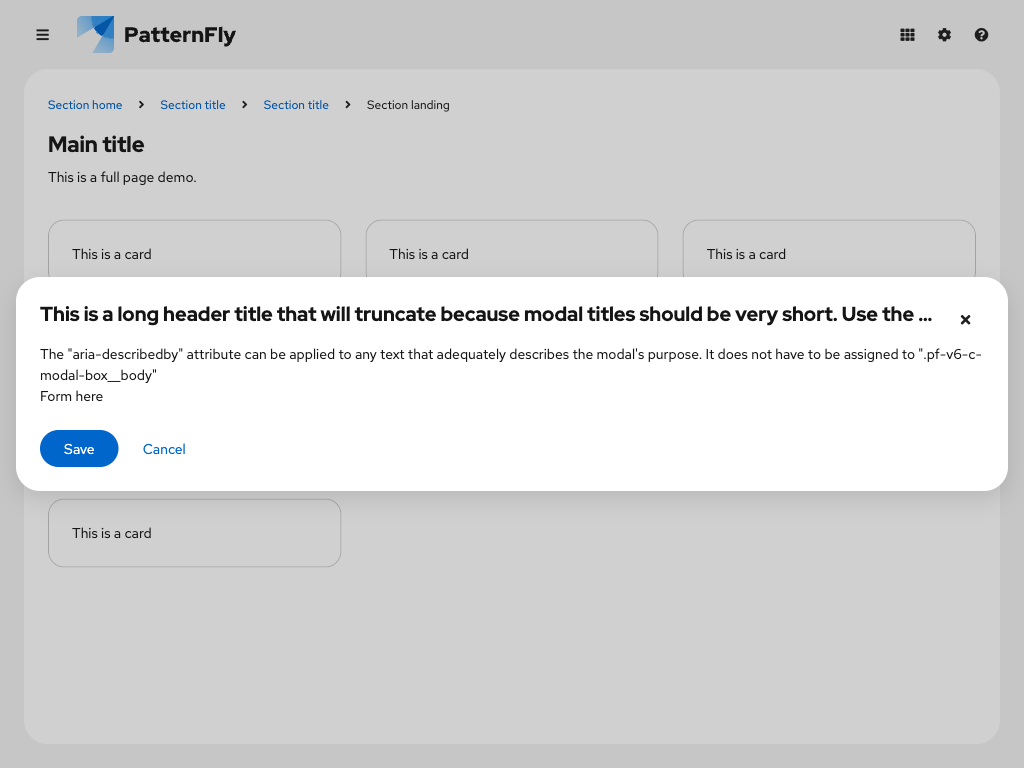 PatternFly
Section home
Section title
Section title
Section landing
Main title
This is a full page demo.
This is a card
This is a card
This is a card
This is a long header title that will truncate because modal titles should be very short. Use the ...
The "aria-describedby" attribute can be applied to any text that adequately describes the modal's purpose. It does not have to be assigned to ".pf-v6-c-
modal-box__body"
Form here
Save
Cancel
This is a card